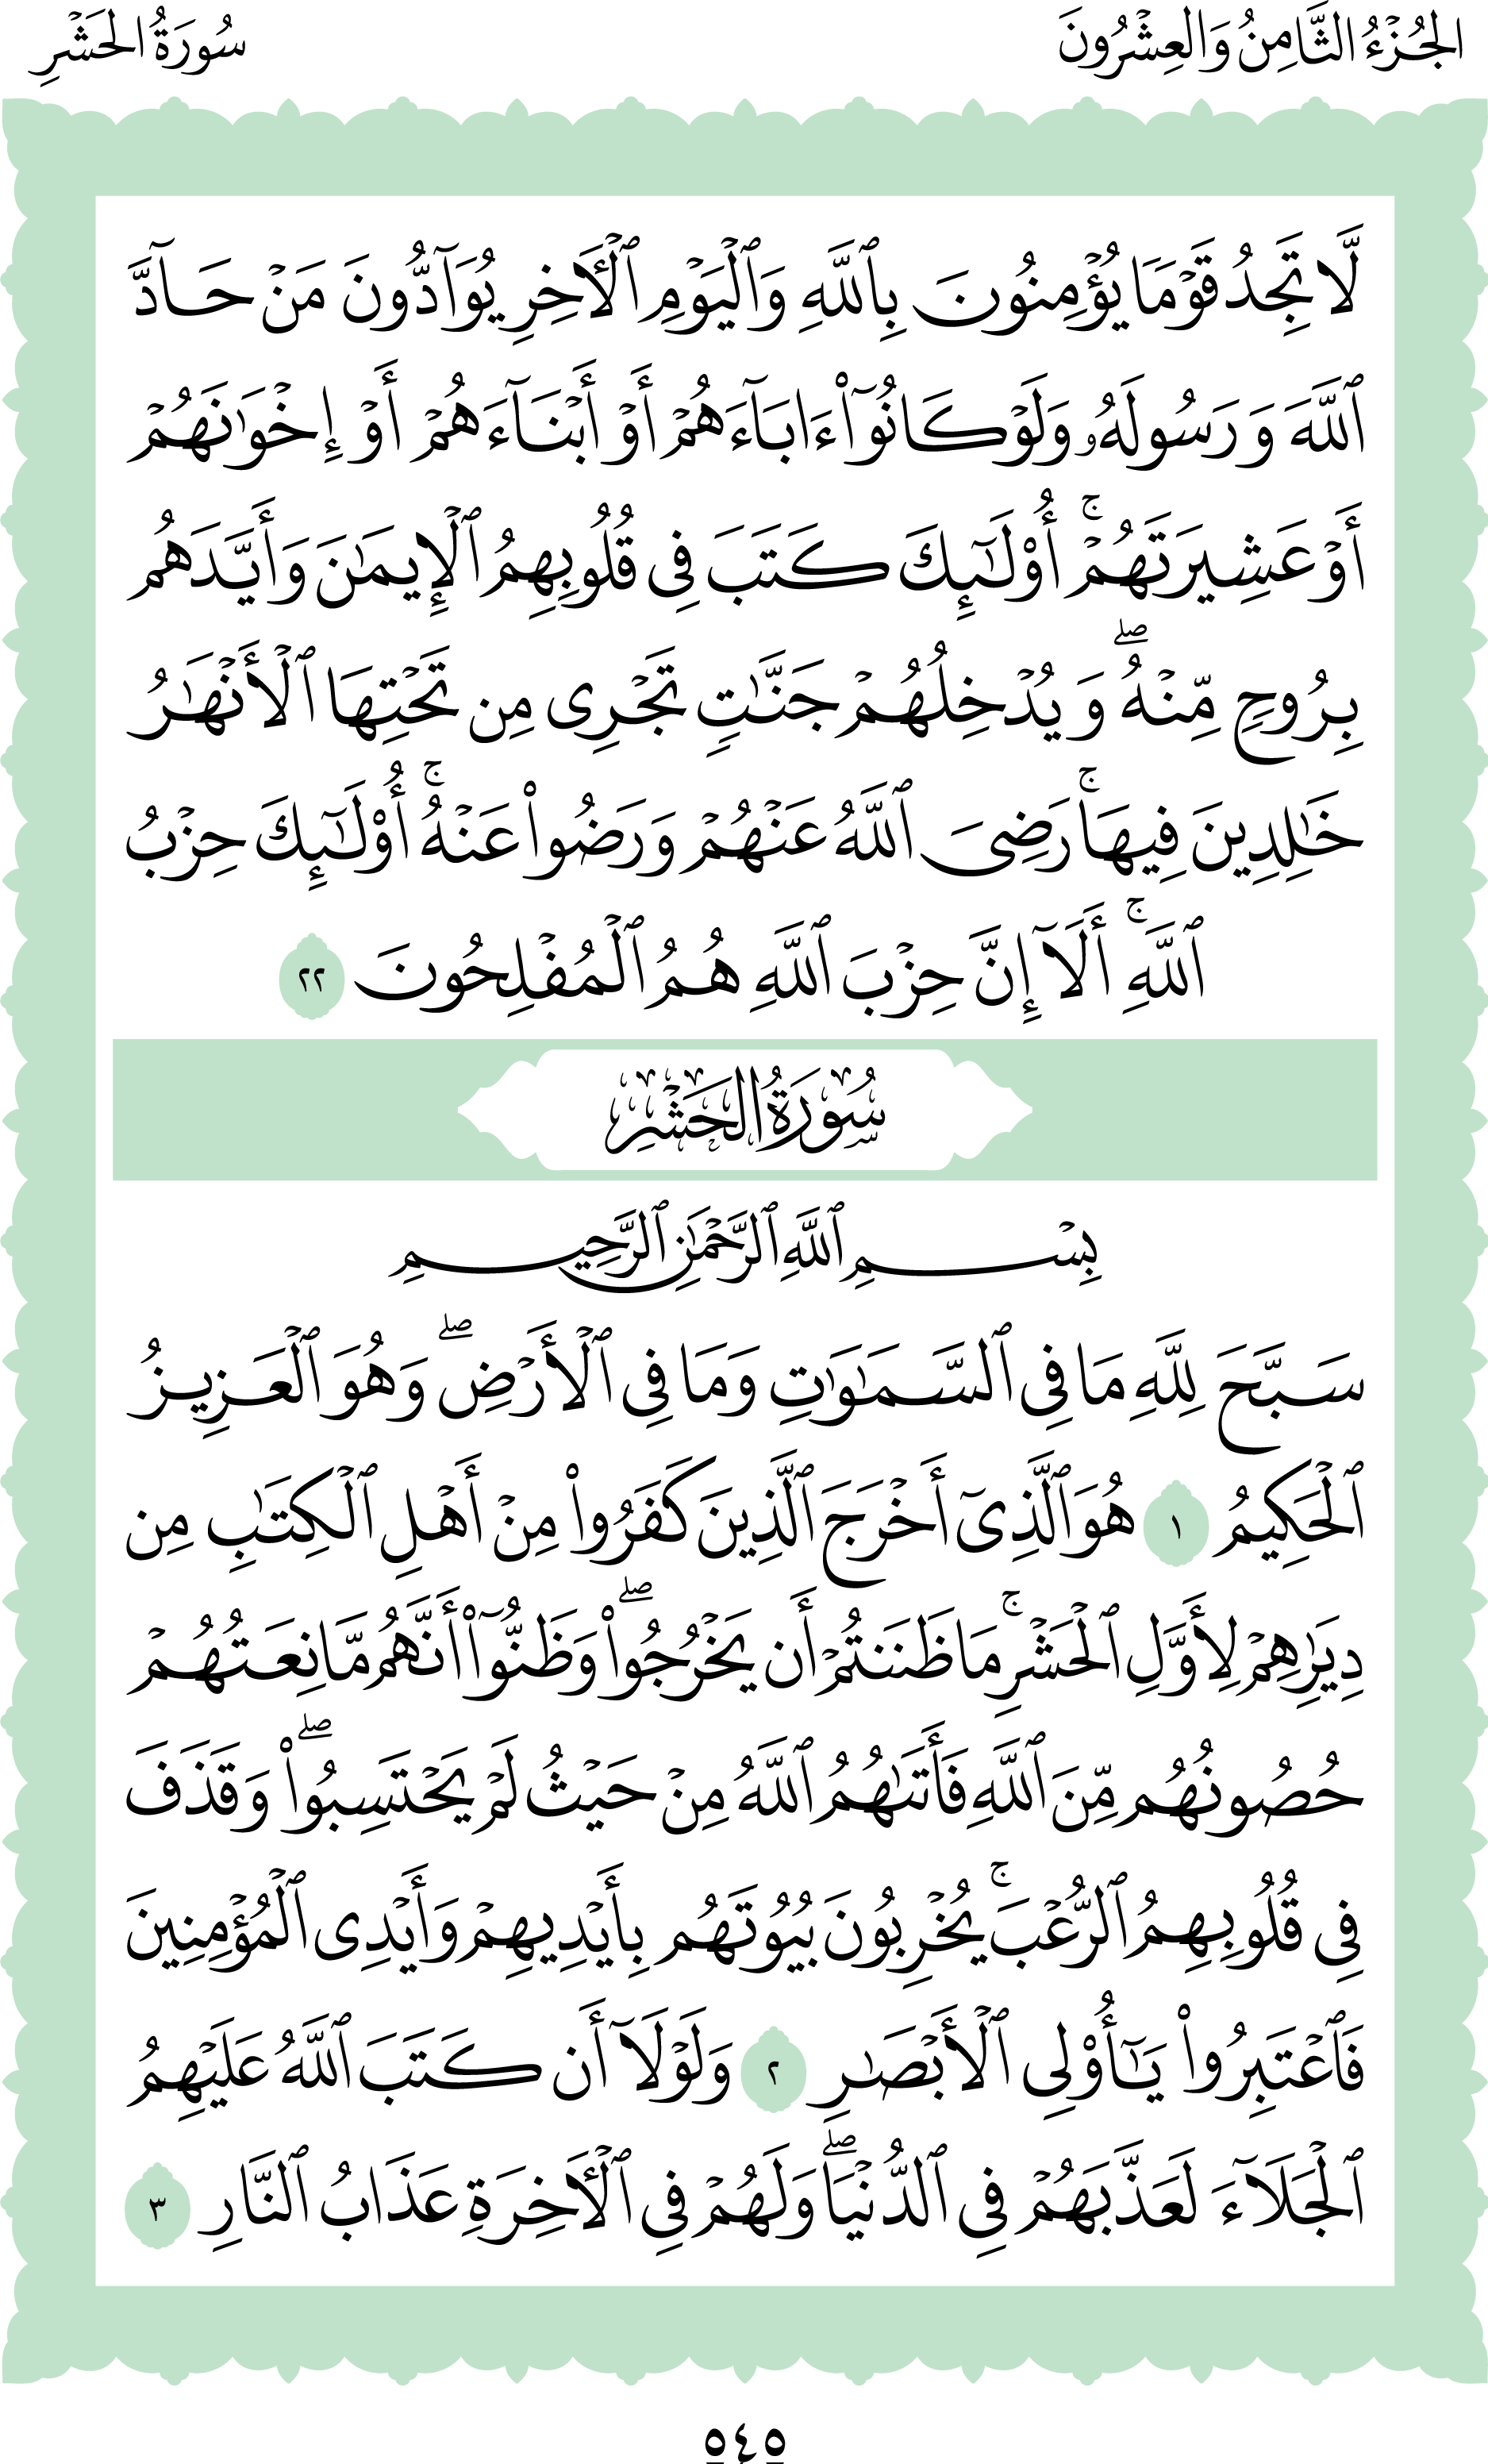 الجُزْءُ الثَّامِنُ وَالعِشْرُونَ
سُورَةُ الحَشْرِ
لَّا تَجِدُ قَوْمًا يُؤْمِنُونَ بِٱللَّهِ وَٱلْيَوْمِ ٱلْأَخِرِ يُوَآدُّونَ مَنْ حَآدَّ
ٱللَّهَ وَرَسُولَهُۥ وَلَوْ كَانُوٓا۟ ءَابَآءَهُمْ أَوْ أَبْنَآءَهُمْ أَوْ إِخْوَٰنَهُمْ
أَوْ عَشِيرَتَهُمْ ۚ أُو۟لَٰٓئِكَ كَتَبَ فِى قُلُوبِهِمُ ٱلْإِيمَٰنَ وَأَيَّدَهُم
بِرُوحٍ مِّنْهُ ۖ وَيُدْخِلُهُمْ جَنَّٰتٍ تَجْرِى مِن تَحْتِهَا ٱلْأَنْهَٰرُ
خَٰلِدِينَ فِيهَا ۚ رَضِىَ ٱللَّهُ عَنْهُمْ وَرَضُوا۟ عَنْهُ ۚ أُو۟لَٰٓئِكَ حِزْبُ
ٱللَّهِ ۚ أَلَآ إِنَّ حِزْبَ ٱللَّهِ هُمُ ٱلْمُفْلِحُونَ ٢٢
سُورَةُ الحَشْرِ
بِسْمِ ٱللَّهِ ٱلرَّحْمَٰنِ ٱلرَّحِيمِ
سَبَّحَ لِلَّهِ مَا فِى ٱلسَّمَٰوَٰتِ وَمَا فِى ٱلْأَرْضِ ۖ وَهُوَ ٱلْعَزِيزُ
ٱلْحَكِيمُ ١ هُوَ ٱلَّذِىٓ أَخْرَجَ ٱلَّذِينَ كَفَرُوا۟ مِنْ أَهْلِ ٱلْكِتَٰبِ مِن
دِيَٰرِهِمْ لِأَوَّلِ ٱلْحَشْرِ ۚ مَا ظَنَنتُمْ أَن يَخْرُجُوا۟ ۖ وَظَنُّوٓا۟ أَنَّهُم مَّانِعَتُهُمْ
حُصُونُهُم مِّنَ ٱللَّهِ فَأَتَىٰهُمُ ٱللَّهُ مِنْ حَيْثُ لَمْ يَحْتَسِبُوا۟ ۖ وَقَذَفَ
فِى قُلُوبِهِمُ ٱلرُّعْبَ ۚ يُخْرِبُونَ بُيُوتَهُم بِأَيْدِيهِمْ وَأَيْدِى ٱلْمُؤْمِنِينَ
فَٱعْتَبِرُوا۟ يَٰٓأُو۟لِى ٱلْأَبْصَٰرِ ٢ وَلَوْلَآ أَن كَتَبَ ٱللَّهُ عَلَيْهِمُ
ٱلْجَلَآءَ لَعَذَّبَهُمْ فِى ٱلدُّنْيَا ۖ وَلَهُمْ فِى ٱلْأَخِرَةِ عَذَابُ ٱلنَّارِ ٣
٥٤٥